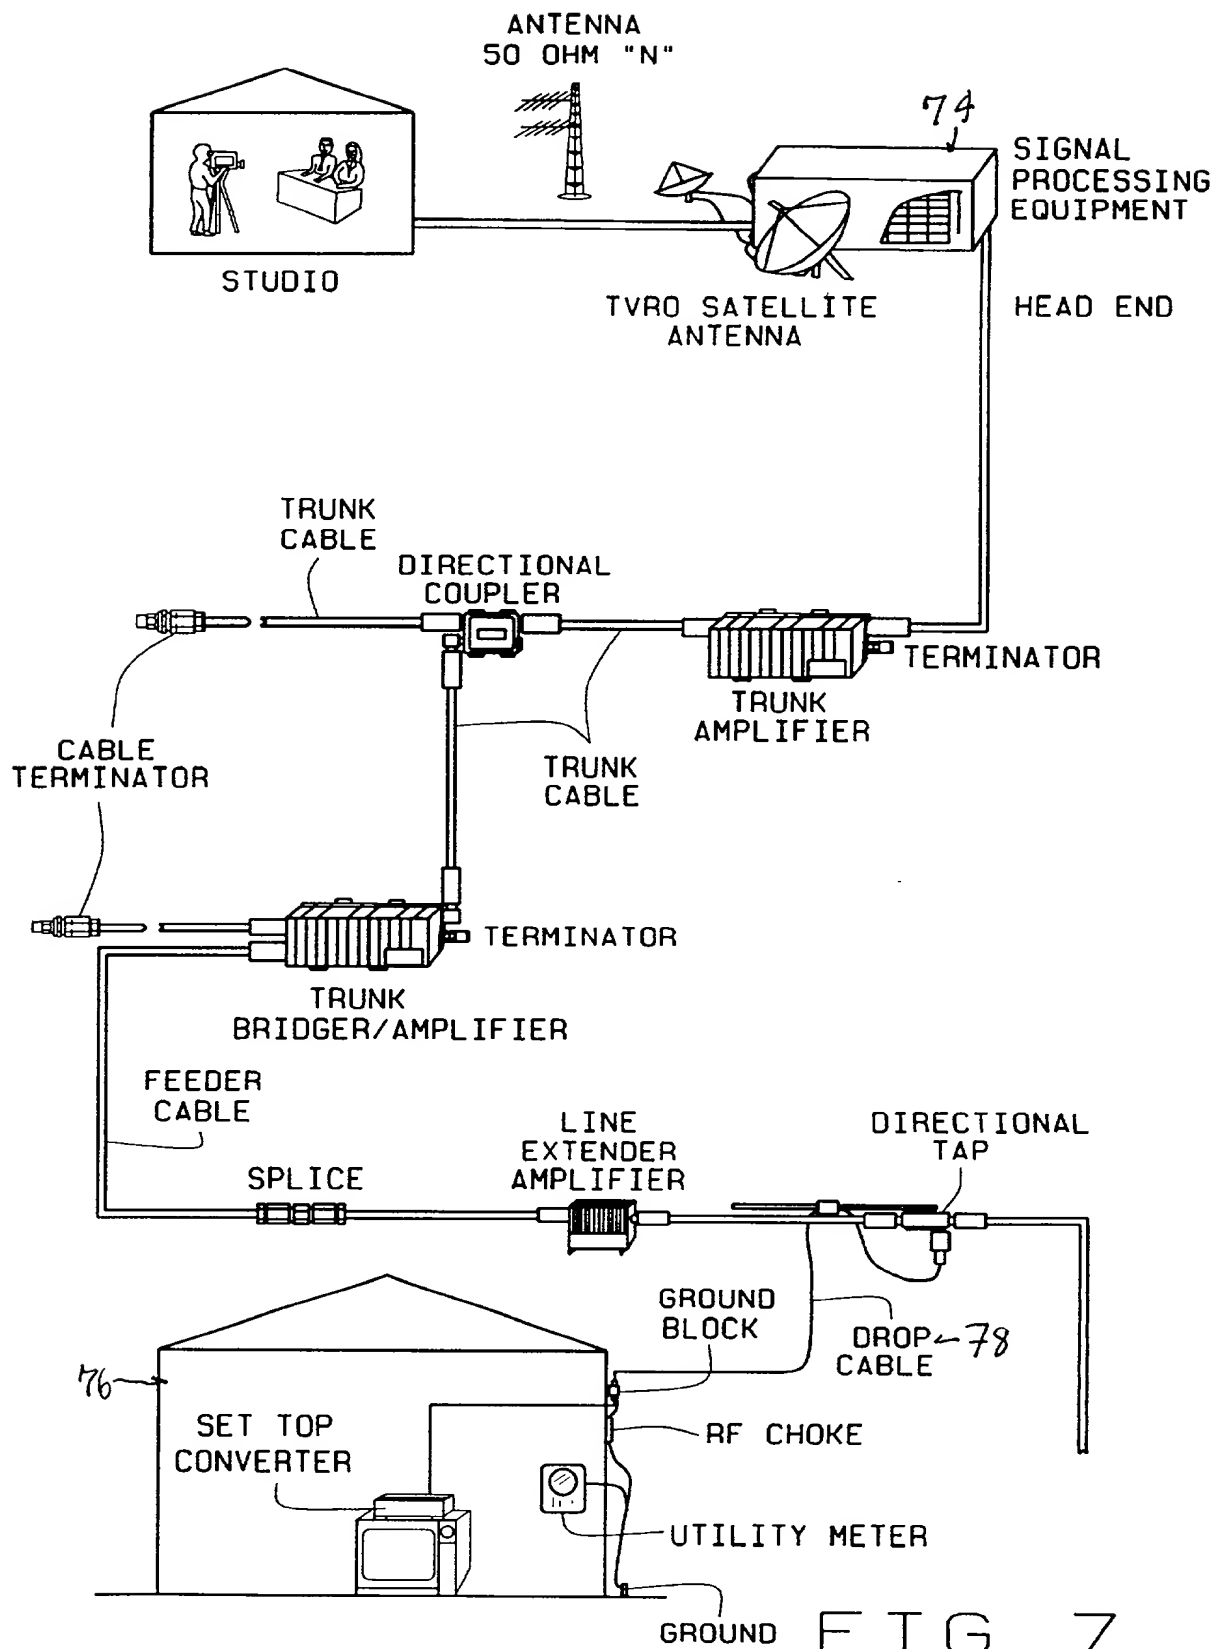 ANTENNA
50 OHM "N"
74
SIGNAL
PROCESSING
EQUIPMENT
STUDIO
TVRO SATELLITE
ANTENNA
HEAD END
TRUNK
CABLE
DIRECTIONAL
COUPLER
TERMINATOR
TRUNK
AMPLIFIER
CABLE
TERMINATOR
TRUNK
CABLE
TERMINATOR
TRUNK
BRIDGER/AMPLIFIER
FEEDER
CABLE
SPLICE
LINE
EXTENDER
AMPLIFIER
DIRECTIONAL
TAP
GROUND
BLOCK
DROP
CABLE
78
76
SET TOP
CONVERTER
RF CHOKE
UTILITY METER
GROUND
FIG 7